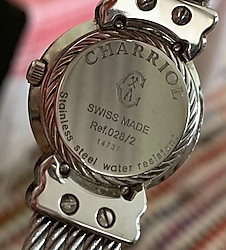 CHARRIOL
SWISS MADE
Ref.028/2
14737
Stainless steel water resistant